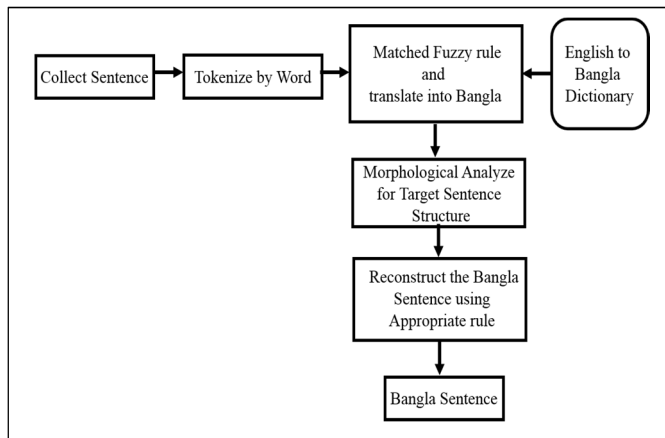 Collect Sentence
Tokenize by Word
Matched Fuzzy rule
and
translate into Bangla
English to
Bangla
Dictionary
Morphological Analyze
for Target Sentence
Structure
Reconstruct the Bangla
Sentence using
Appropriate rule
Bangla Sentence